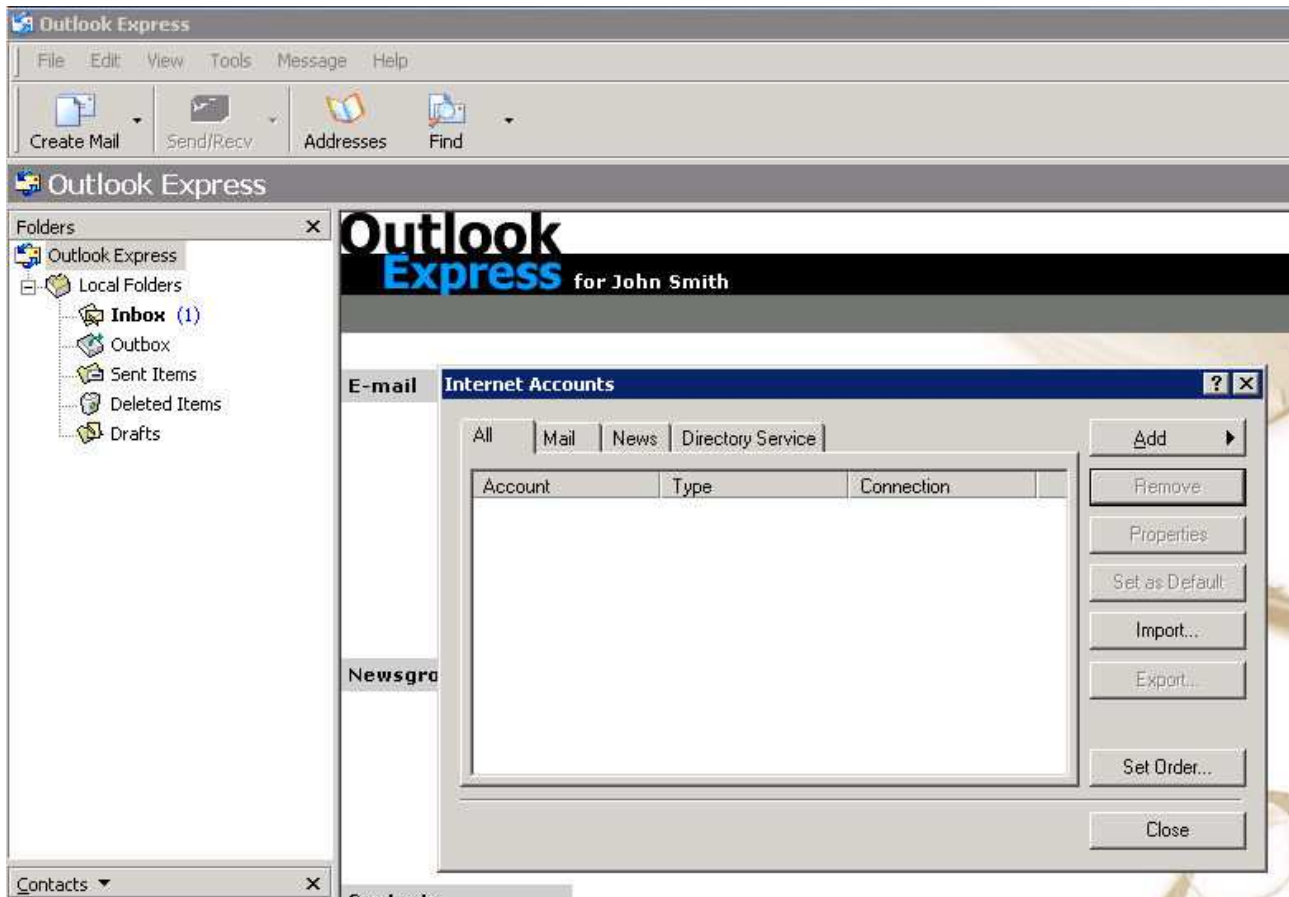 Outlook Express
File Edit View Tools Message Help
Create Mail Send/Recv Addresses Find
Outlook Express
Folders
Outlook Express
Local Folders
Inbox (1)
Outbox
Sent Items
Deleted Items
Drafts
Contacts
Outlook
Express for John Smith
E-mail
Newsgro
Internet Accounts
All Mail News Directory Service
Account Type Connection
Add
Remove
Properties
Set as Default
Import...
Export...
Set Order...
Close